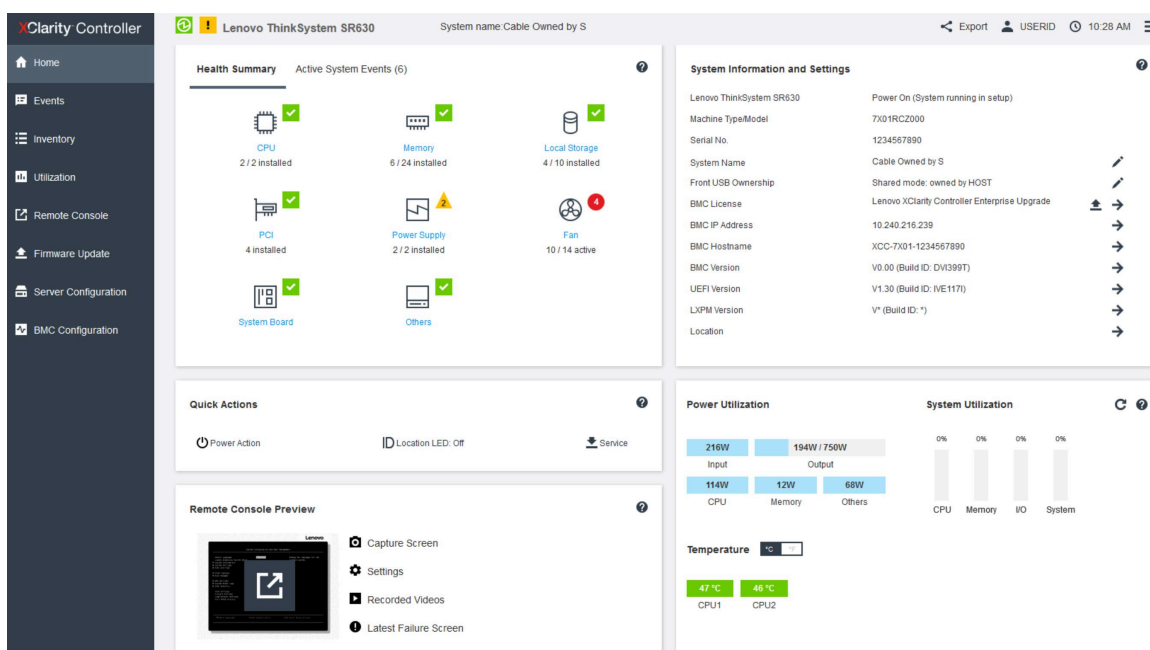 XClarity Controller
Lenovo ThinkSystem SR630
System name:Cable Owned by S
Export
USERID
10:28 AM
Home
Events
Inventory
Utilization
Remote Console
Firmware Update
Server Configuration
BMC Configuration
Health Summary
Active System Events (6)
CPU
2 / 2 installed
Memory
6 / 24 installed
Local Storage
4 / 10 installed
PCI
4 installed
2
Power Supply
2 / 2 installed
4
Fan
10 / 14 active
System Board
Others
System Information and Settings
Lenovo ThinkSystem SR630 Power On (System running in setup)
Machine Type/Model 7X01RCZ000
Serial No. 1234567890
System Name Cable Owned by S
Front USB Ownership Shared mode: owned by HOST
BMC License Lenovo XClarity Controller Enterprise Upgrade
BMC IP Address 10.240.216.239
BMC Hostname XCC-7X01-1234567890
BMC Version V0.00 (Build ID: DVI399T)
UEFI Version V1.30 (Build ID: IVE117I)
LXPM Version V* (Build ID: *)
Location
Quick Actions
Power Action
Location LED: Off
Service
Remote Console Preview
Lenovo
Capture Screen
Settings
Recorded Videos
Latest Failure Screen
Power Utilization
216W 194W / 750W
Input Output
114W 12W 68W
CPU Memory Others
System Utilization
0% 0% 0% 0%
CPU Memory I/O System
Temperature °C °F
47 °C 46 °C
CPU1 CPU2